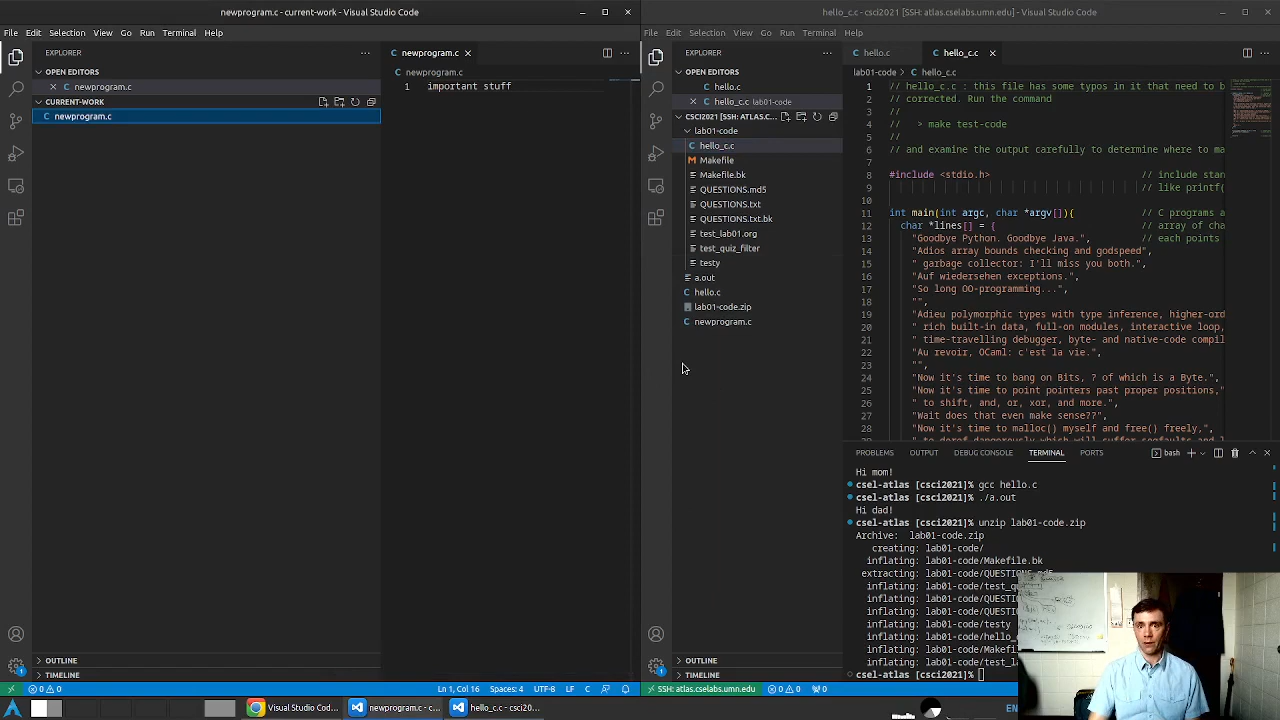 newprogram.c - current-work - Visual Studio Code
File Edit Selection View Go Run Terminal Help
EXPLORER
OPEN EDITORS
newprogram.c
CURRENT-WORK
newprogram.c
OUTLINE
TIMELINE
newprogram.c
newprogram.c
1 important stuff
0 0
Ln 1, Col 16 Spaces: 4 UTF-8 LF C
hello_c.c - csci2021 [SSH: atlas.cselabs.umn.edu] - Visual Studio Code
File Edit Selection View Go Run Terminal Help
EXPLORER
OPEN EDITORS
hello.c
hello_c.c lab01-code
CSCI2021 [SSH: ATLAS.C...
lab01-code
hello_c.c
Makefile
Makefile.bk
QUESTIONS.md5
QUESTIONS.txt
QUESTIONS.txt.bk
test_lab01.org
test_quiz_filter
testy
a.out
hello.c
lab01-code.zip
newprogram.c
OUTLINE
TIMELINE
hello.c hello_c.c
lab01-code hello_c.c
1 // hello_c.c : this file has some typos in it that need to b
2 // corrected. Run the command
3 //
4 // > make test-code
5 //
6 // and examine the output carefully to determine where to ma
7
8 #include <stdio.h> // include stan
9 // like printf(
10
11 int main(int argc, char *argv[]){ // C programs a
12 char *lines[] = { // array of cha
13 "Goodbye Python. Goodbye Java.", // each points
14 "Adios array bounds checking and godspeed",
15 " garbage collector: I'll miss you both.",
16 "Auf wiedersehen exceptions.",
17 "So long OO-programming...",
18 "",
19 "Adieu polymorphic types with type inference, higher-ord
20 " rich built-in data, full-on modules, interactive loop,
21 " time-travelling debugger, byte- and native-code compil
22 "Au revoir, OCaml: c'est la vie.",
23 "",
24 "Now it's time to bang on Bits, ? of which is a Byte.",
25 "Now it's time to point pointers past proper positions,"
26 " to shift, and, or, xor, and more.",
27 "Wait does that even make sense??",
28 "Now it's time to malloc() myself and free() freely,",
PROBLEMS OUTPUT DEBUG CONSOLE TERMINAL PORTS
bash
Hi mom!
csel-atlas [csci2021]% gcc hello.c
csel-atlas [csci2021]% ./a.out
Hi dad!
csel-atlas [csci2021]% unzip lab01-code.zip
Archive: lab01-code.zip
creating: lab01-code/
inflating: lab01-code/Makefile.bk
extracting: lab01-code/QUESTIONS.md5
inflating: lab01-code/test_q
inflating: lab01-code/QUESTI
inflating: lab01-code/QUESTI
inflating: lab01-code/testy
inflating: lab01-code/hello_
inflating: lab01-code/Makefi
inflating: lab01-code/test_l
csel-atlas [csci2021]%
SSH: atlas.cselabs.umn.edu 0 0 0
Visual Studio Cod... newprogram.c - c... hello_c.c - csci20...